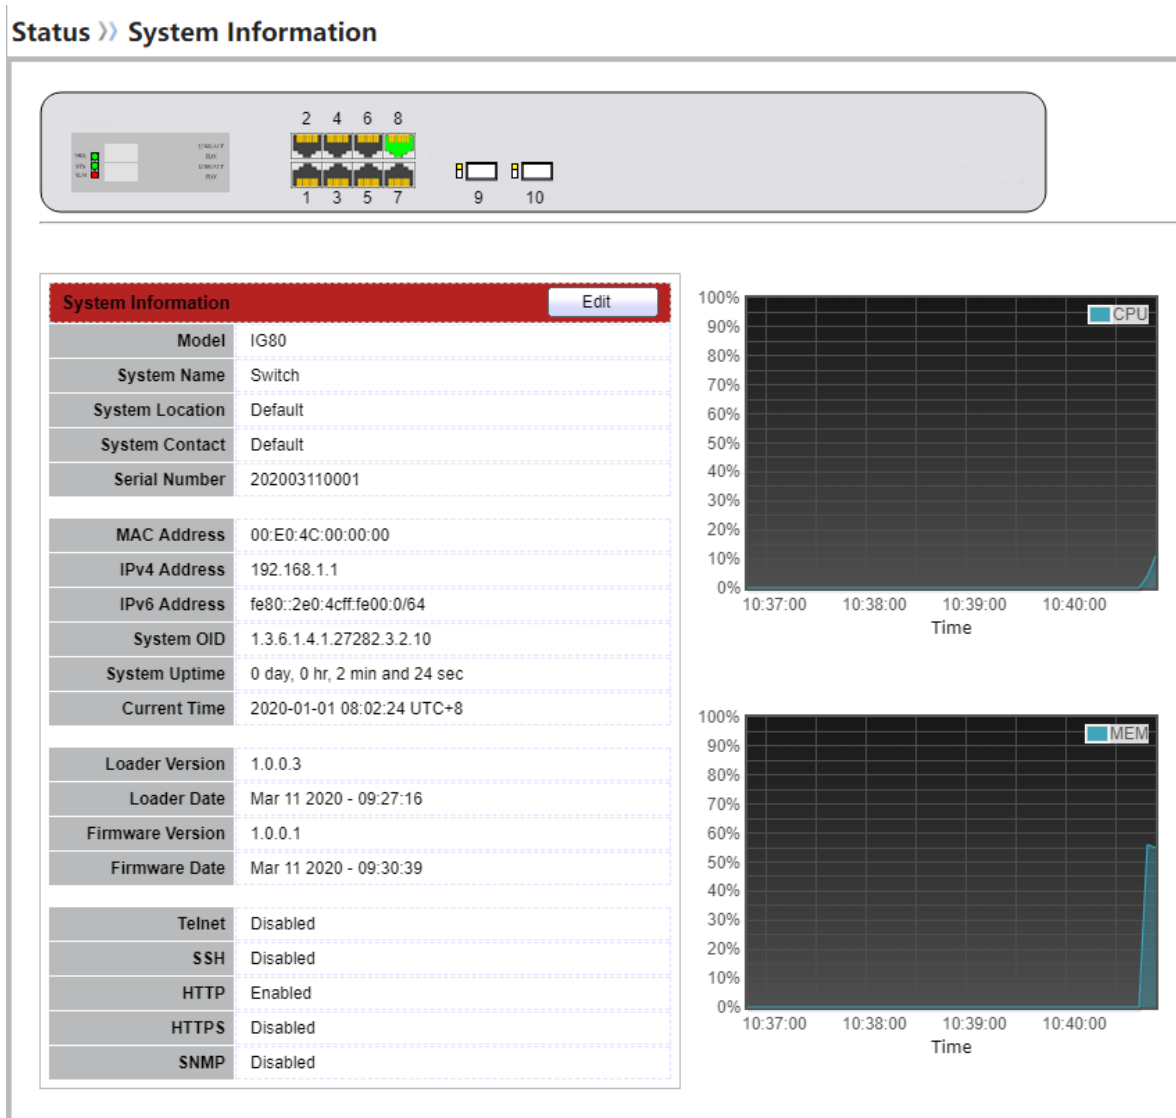 Status » System Information
2 4 6 8
1 3 5 7 9 10
System Information Edit
Model IG80
System Name Switch
System Location Default
System Contact Default
Serial Number 202003110001
MAC Address 00:E0:4C:00:00:00
IPv4 Address 192.168.1.1
IPv6 Address fe80::2e0:4cff:fe00:0/64
System OID 1.3.6.1.4.1.27282.3.2.10
System Uptime 0 day, 0 hr, 2 min and 24 sec
Current Time 2020-01-01 08:02:24 UTC+8
Loader Version 1.0.0.3
Loader Date Mar 11 2020 - 09:27:16
Firmware Version 1.0.0.1
Firmware Date Mar 11 2020 - 09:30:39
Telnet Disabled
SSH Disabled
HTTP Enabled
HTTPS Disabled
SNMP Disabled
CPU
100%
90%
80%
70%
60%
50%
40%
30%
20%
10%
0%
10:37:00 10:38:00 10:39:00 10:40:00
Time
MEM
100%
90%
80%
70%
60%
50%
40%
30%
20%
10%
0%
10:37:00 10:38:00 10:39:00 10:40:00
Time